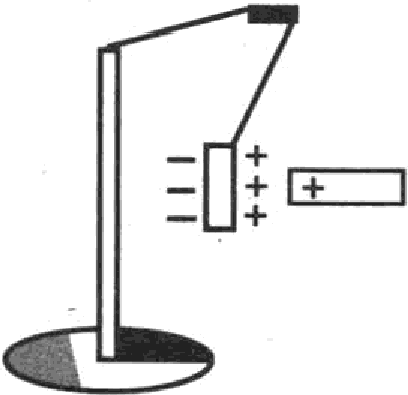 − +
− + +
− +